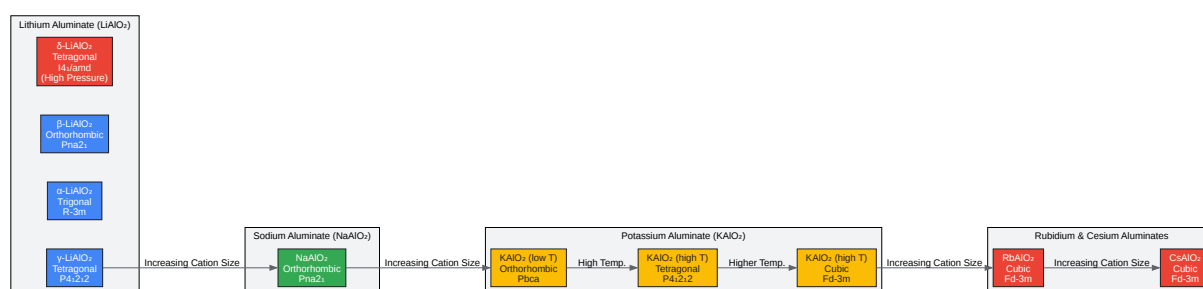 Lithium Aluminate (LiAlO₂)
δ-LiAlO₂
Tetragonal
I4₁/amd
(High Pressure)
β-LiAlO₂
Orthorhombic
Pna2₁
α-LiAlO₂
Trigonal
R-3m
γ-LiAlO₂
Tetragonal
P4₁2₁2
Increasing Cation Size
Sodium Aluminate (NaAlO₂)
NaAlO₂
Orthorhombic
Pna2₁
Increasing Cation Size
Potassium Aluminate (KAlO₂)
KAlO₂ (low T)
Orthorhombic
Pbca
High Temp.
KAlO₂ (high T)
Tetragonal
P4₁2₁2
Higher Temp.
KAlO₂ (high T)
Cubic
Fd-3m
Increasing Cation Size
Rubidium & Cesium Aluminates
RbAlO₂
Cubic
Fd-3m
Increasing Cation Size
CsAlO₂
Cubic
Fd-3m